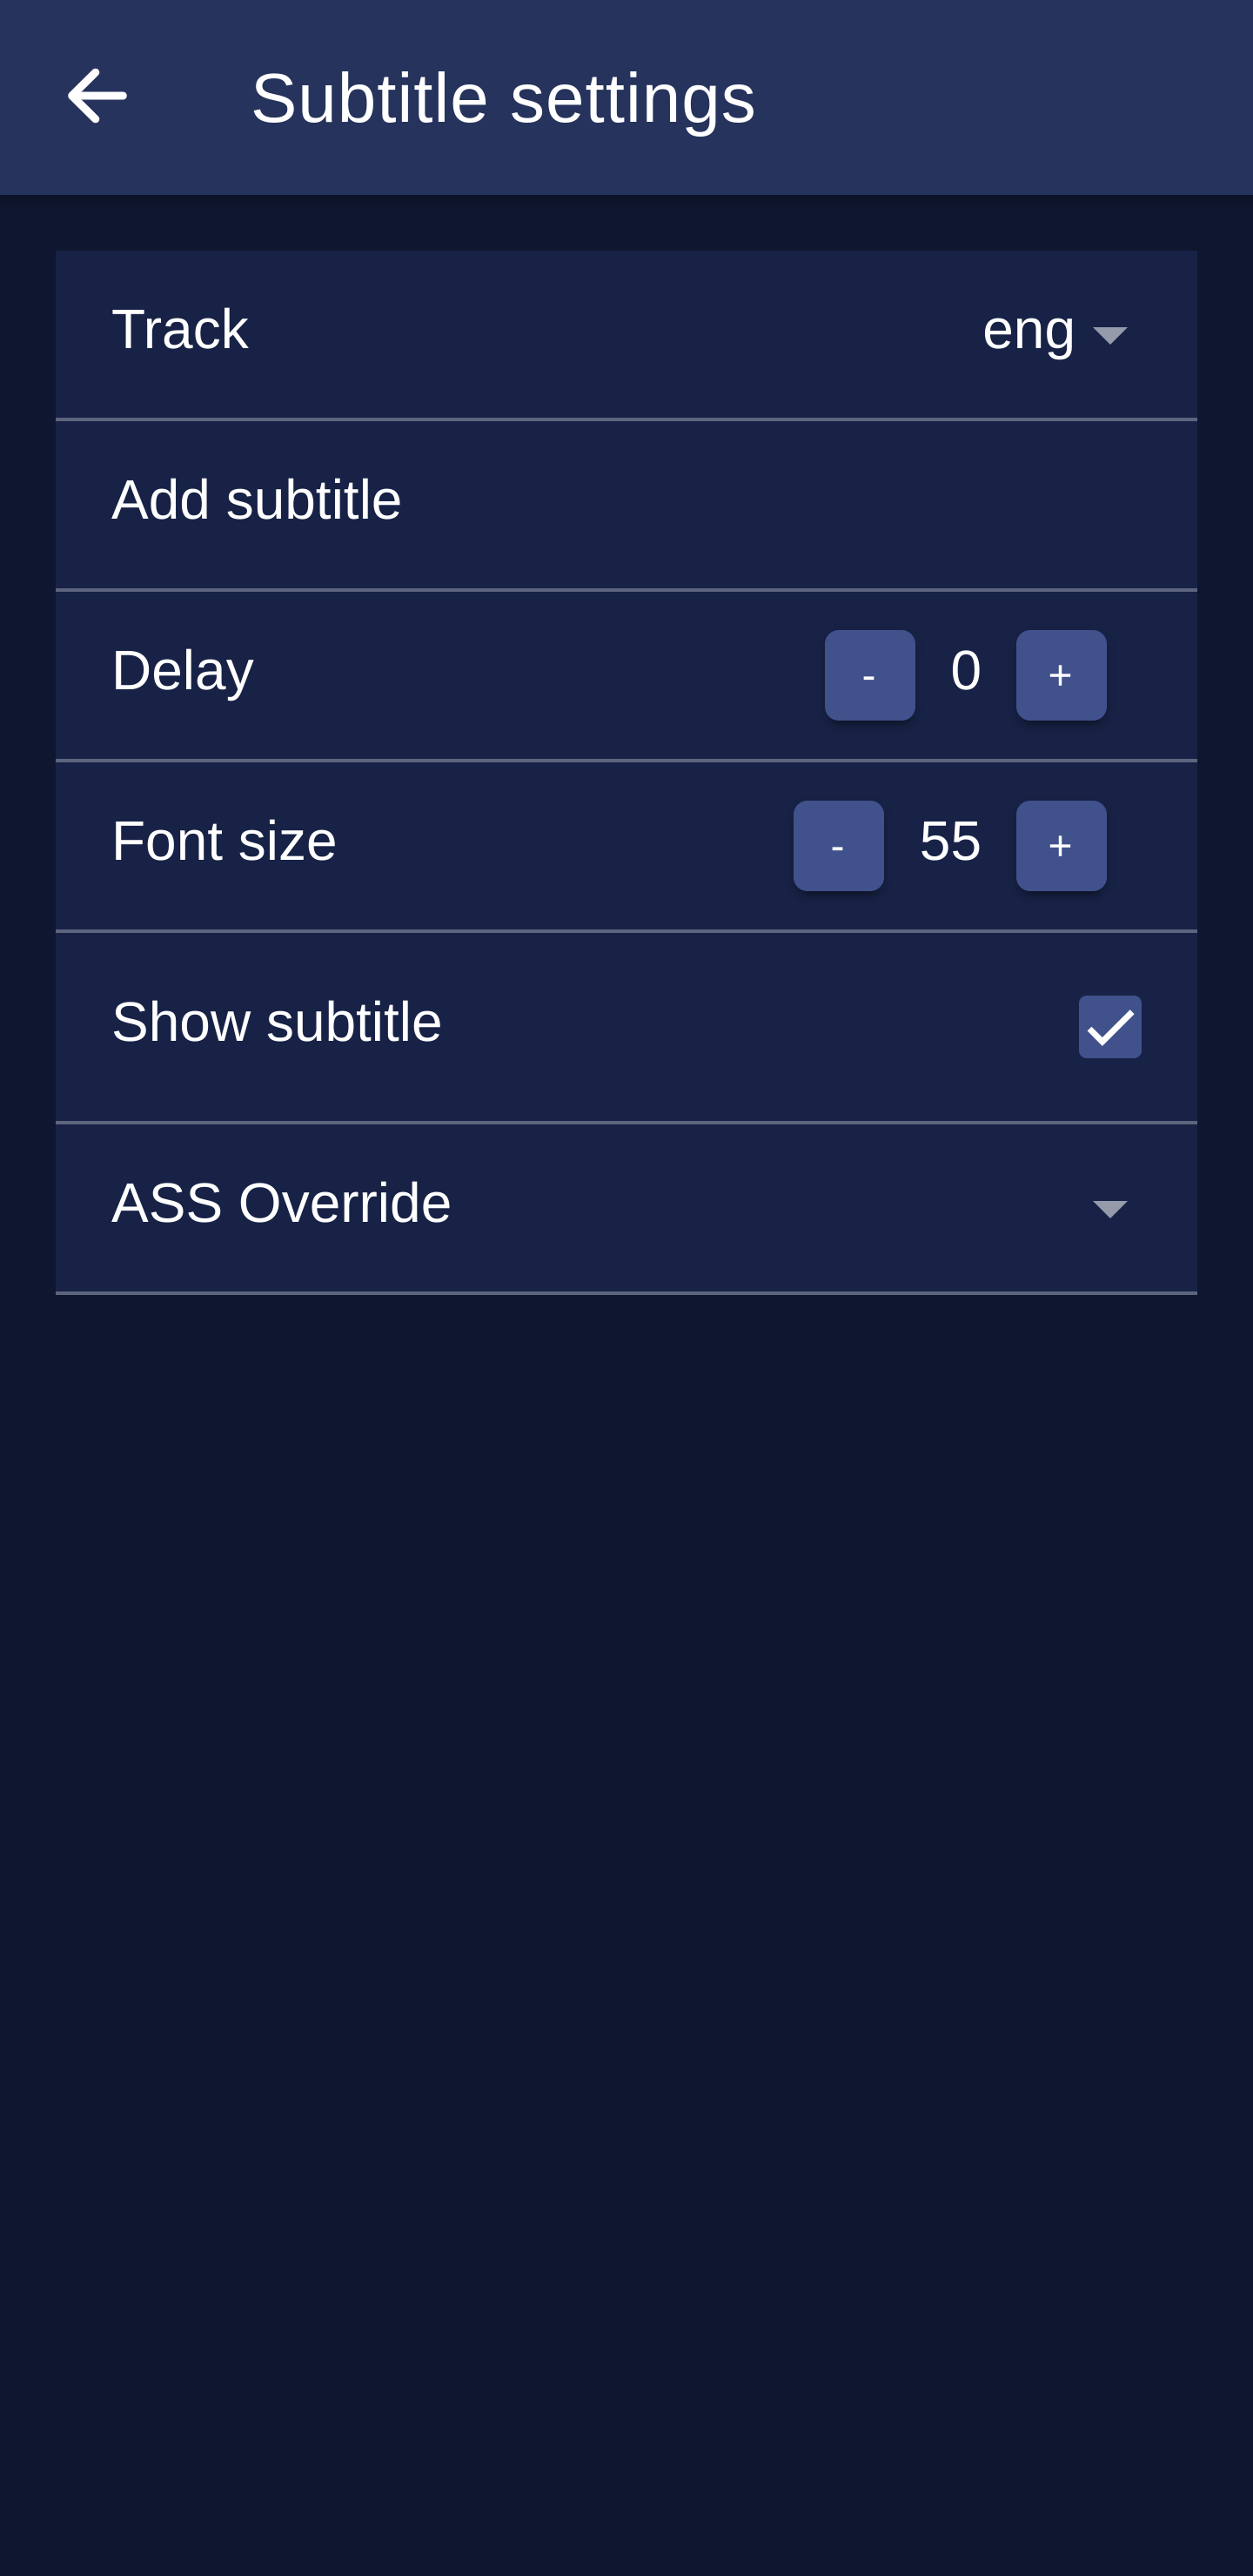 Subtitle settings
Track eng
Add subtitle
Delay - 0 +
Font size - 55 +
Show subtitle
ASS Override